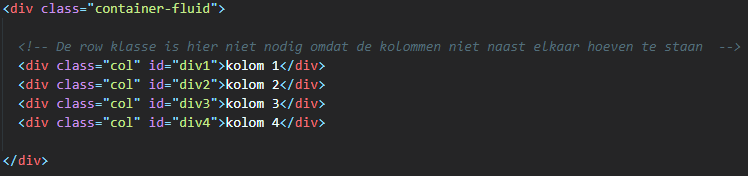 <div class="container-fluid">
<!-- De row klasse is hier niet nodig omdat de kolommen niet naast elkaar hoeven te staan -->
<div class="col" id="div1">kolom 1</div>
<div class="col" id="div2">kolom 2</div>
<div class="col" id="div3">kolom 3</div>
<div class="col" id="div4">kolom 4</div>
</div>